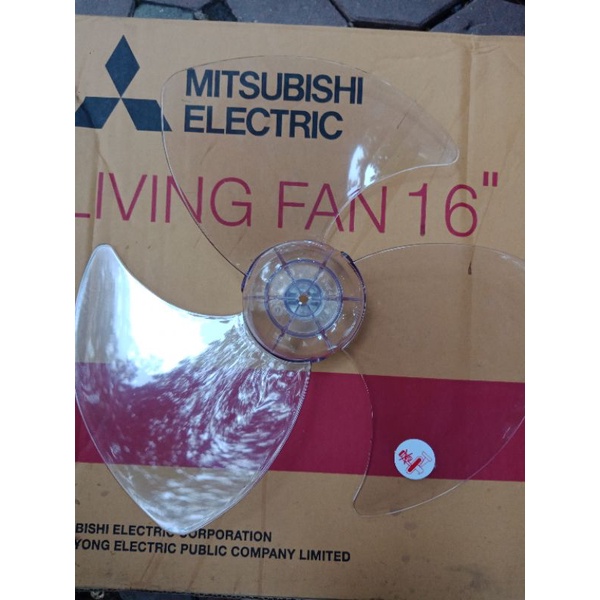 MITSUBISHI
ELECTRIC
LIVING FAN 16"
BISHI ELECTRIC CORPORATION
YONG ELECTRIC PUBLIC COMPANY LIMITED